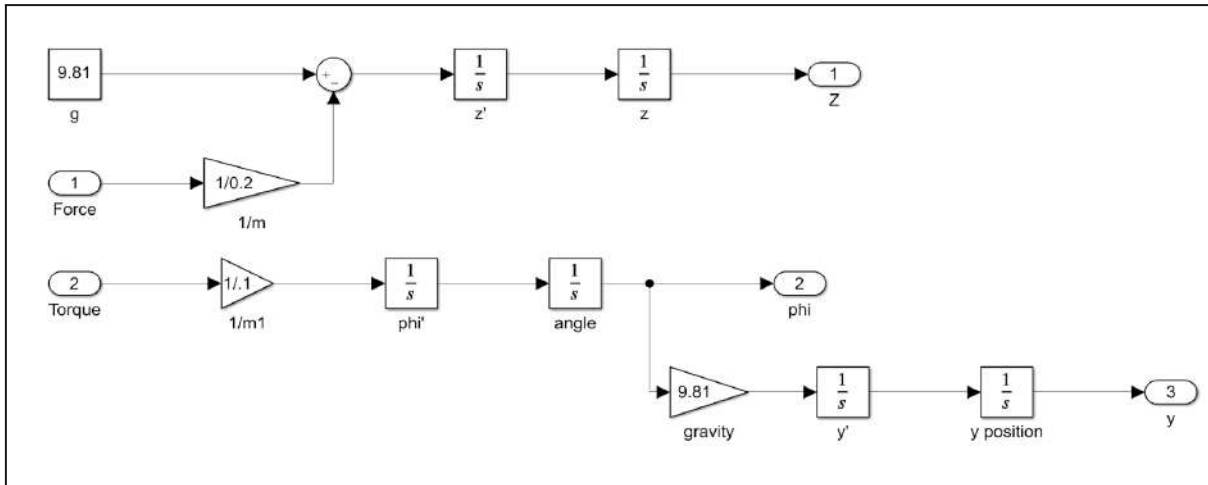 9.81
g
+
-
1
s
z'
1
s
z
1
Z
1
Force
1/0.2
1/m
2
Torque
1/.1
1/m1
1
s
phi'
1
s
angle
2
phi
9.81
gravity
1
s
y'
1
s
y position
3
y